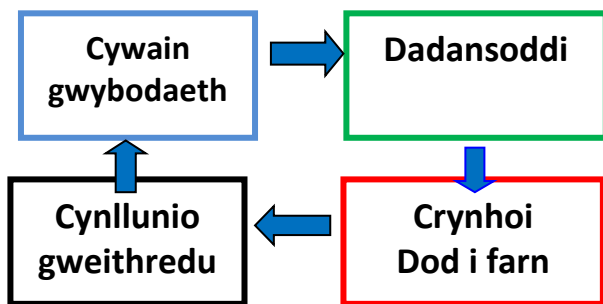 Cywain
gwybodaeth
Dadansoddi
Crynhoi
Dod i farn
Cynllunio
gweithredu